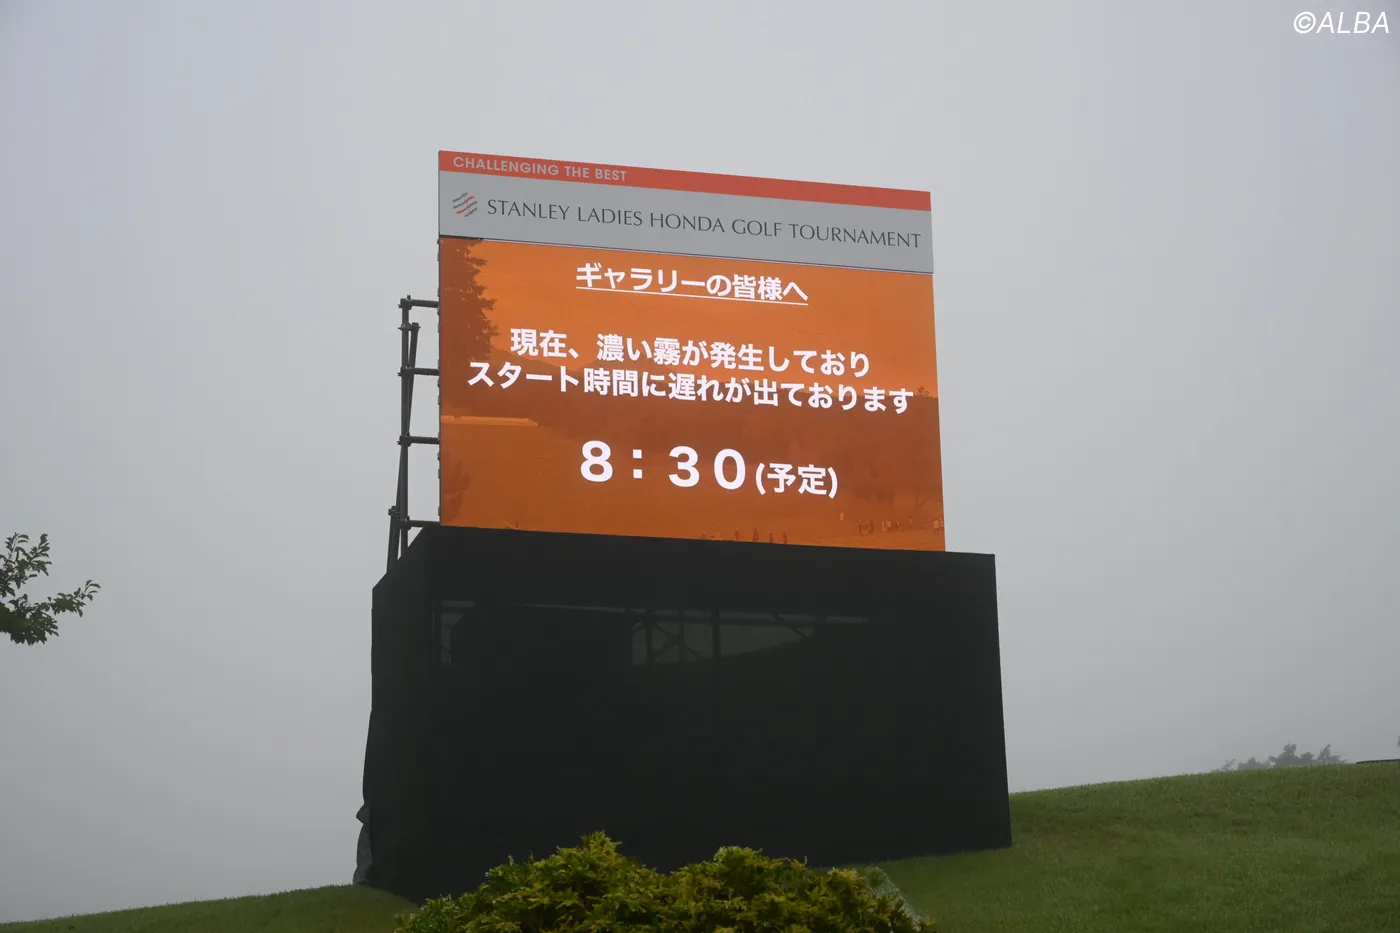 ©ALBA
CHALLENGING THE BEST
STANLEY LADIES HONDA GOLF TOURNAMENT
ギャラリーの皆様へ
現在、濃い霧が発生しており
スタート時間に遅れが出ております
８：３０(予定)